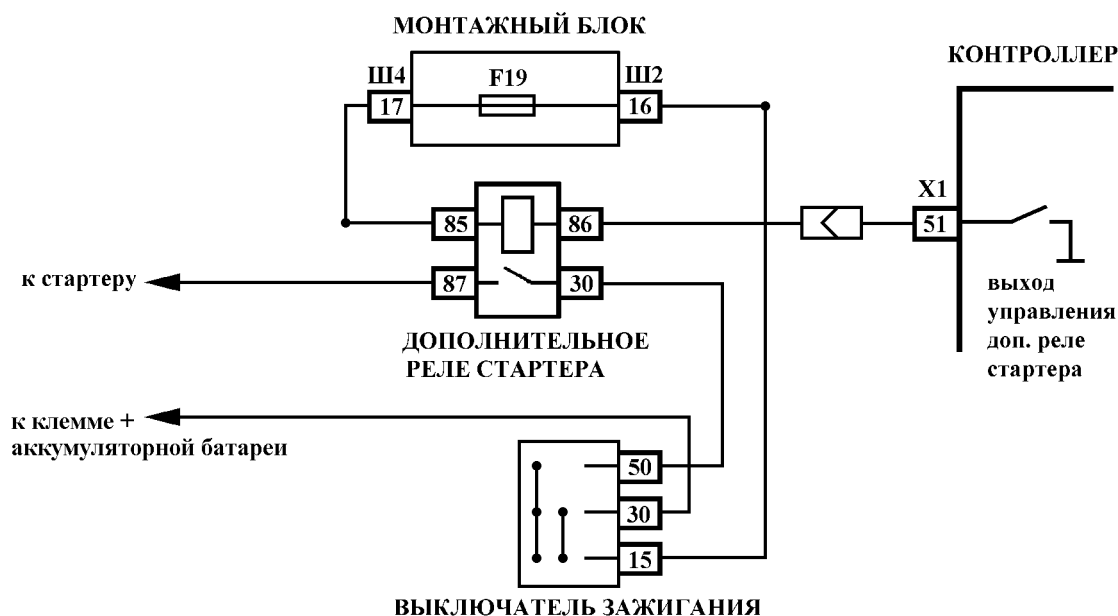 МОНТАЖНЫЙ БЛОК
КОНТРОЛЛЕР
Ш4
F19
Ш2
17
16
X1
85
86
51
к стартеру
87
30
выход
управления
доп. реле
стартера
ДОПОЛНИТЕЛЬНОЕ
РЕЛЕ СТАРТЕРА
к клемме +
аккумуляторной батареи
50
30
15
ВЫКЛЮЧАТЕЛЬ ЗАЖИГАНИЯ